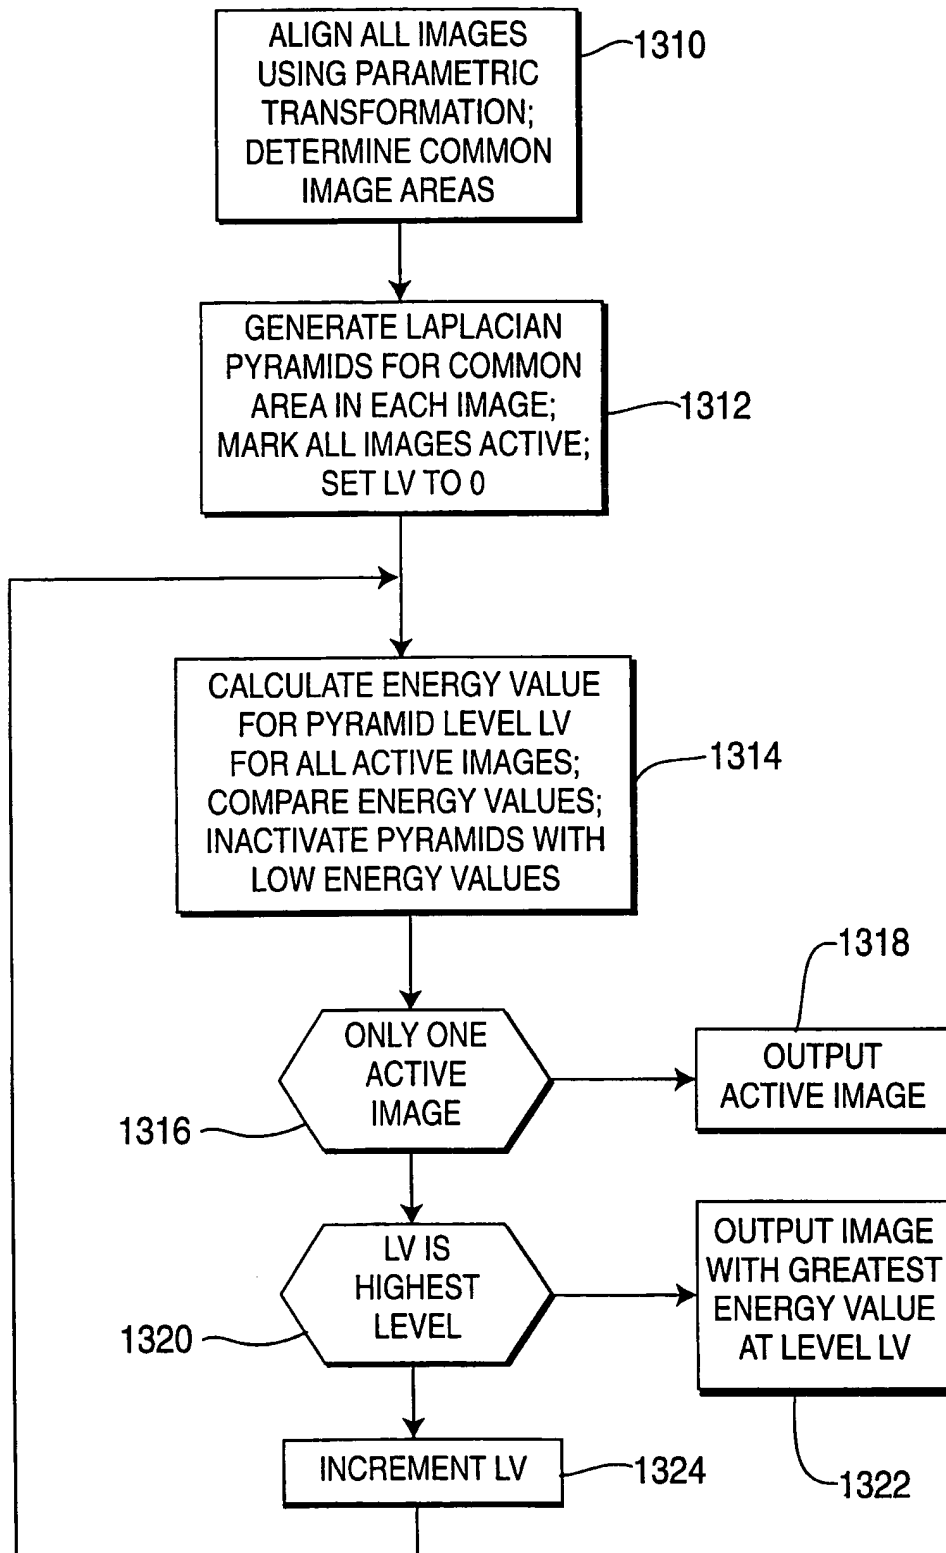 ALIGN ALL IMAGES
USING PARAMETRIC
TRANSFORMATION;
DETERMINE COMMON
IMAGE AREAS
1310
GENERATE LAPLACIAN
PYRAMIDS FOR COMMON
AREA IN EACH IMAGE;
MARK ALL IMAGES ACTIVE;
SET LV TO 0
1312
CALCULATE ENERGY VALUE
FOR PYRAMID LEVEL LV
FOR ALL ACTIVE IMAGES;
COMPARE ENERGY VALUES;
INACTIVATE PYRAMIDS WITH
LOW ENERGY VALUES
1314
ONLY ONE
ACTIVE
IMAGE
1316
1318
OUTPUT
ACTIVE IMAGE
LV IS
HIGHEST
LEVEL
1320
OUTPUT IMAGE
WITH GREATEST
ENERGY VALUE
AT LEVEL LV
1322
INCREMENT LV
1324